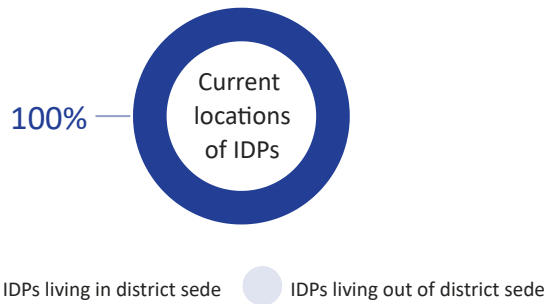 100%
Current
locations
of IDPs
IDPs living in district sede
IDPs living out of district sede